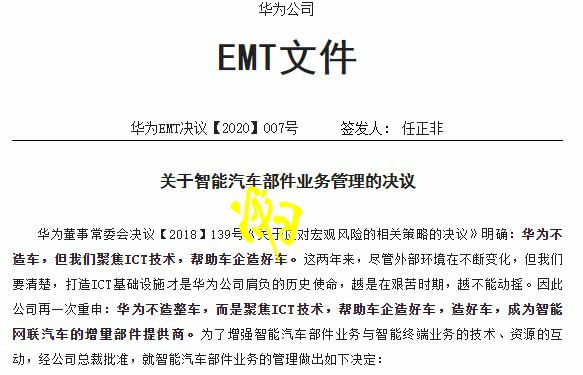 华为公司
EMT文件
华为EMT决议【2020】007号 签发人: 任正非
关于智能汽车部件业务管理的决议
华为董事常委会决议【2018】139号《关于应对宏观风险的相关策略的决议》明确: 华为不
造车，但我们聚焦ICT技术，帮助车企造好车。这两年来，尽管外部环境在不断变化，但我们
要清楚，打造ICT基础设施才是华为公司肩负的历史使命，越是在艰苦时期，越不能动摇。因此
公司再一次重申: 华为不造整车，而是聚焦ICT技术，帮助车企造好车，造好车，成为智能
网联汽车的增量部件提供商。为了增强智能汽车部件业务与智能终端业务的技术、资源的互
动，经公司总裁批准，就智能汽车部件业务的管理做出如下决定: